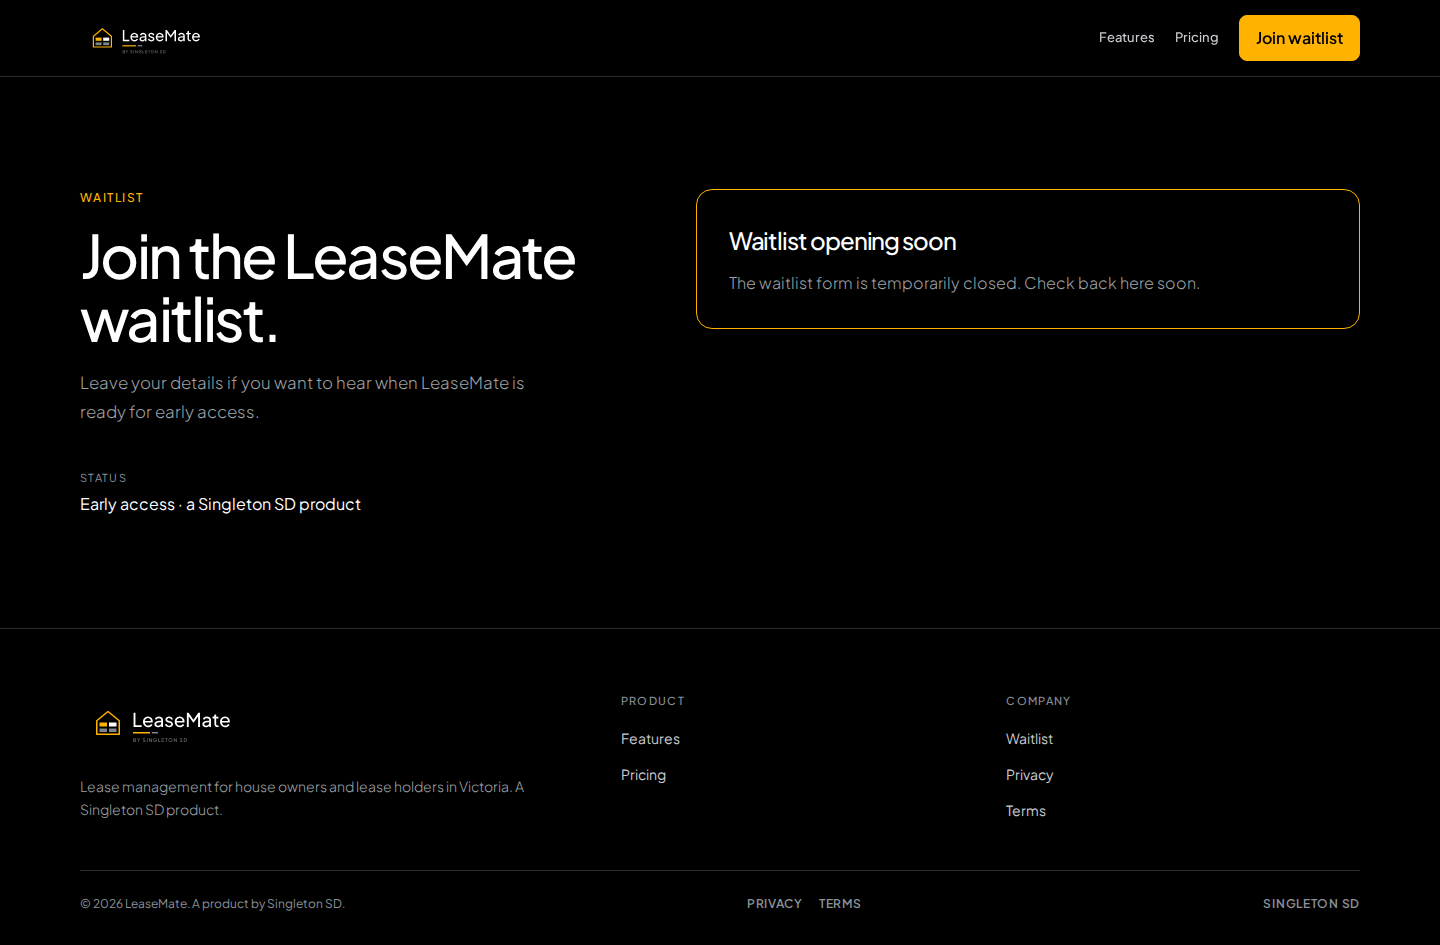 LeaseMate
BY SINGLETON SD
Features
Pricing
Join waitlist
WAITLIST
Join the LeaseMate
waitlist.
Leave your details if you want to hear when LeaseMate is
ready for early access.
STATUS
Early access · a Singleton SD product
Waitlist opening soon
The waitlist form is temporarily closed. Check back here soon.
LeaseMate
BY SINGLETON SD
Lease management for house owners and lease holders in Victoria. A
Singleton SD product.
PRODUCT
Features
Pricing
COMPANY
Waitlist
Privacy
Terms
© 2026 LeaseMate. A product by Singleton SD.
PRIVACY
TERMS
SINGLETON SD